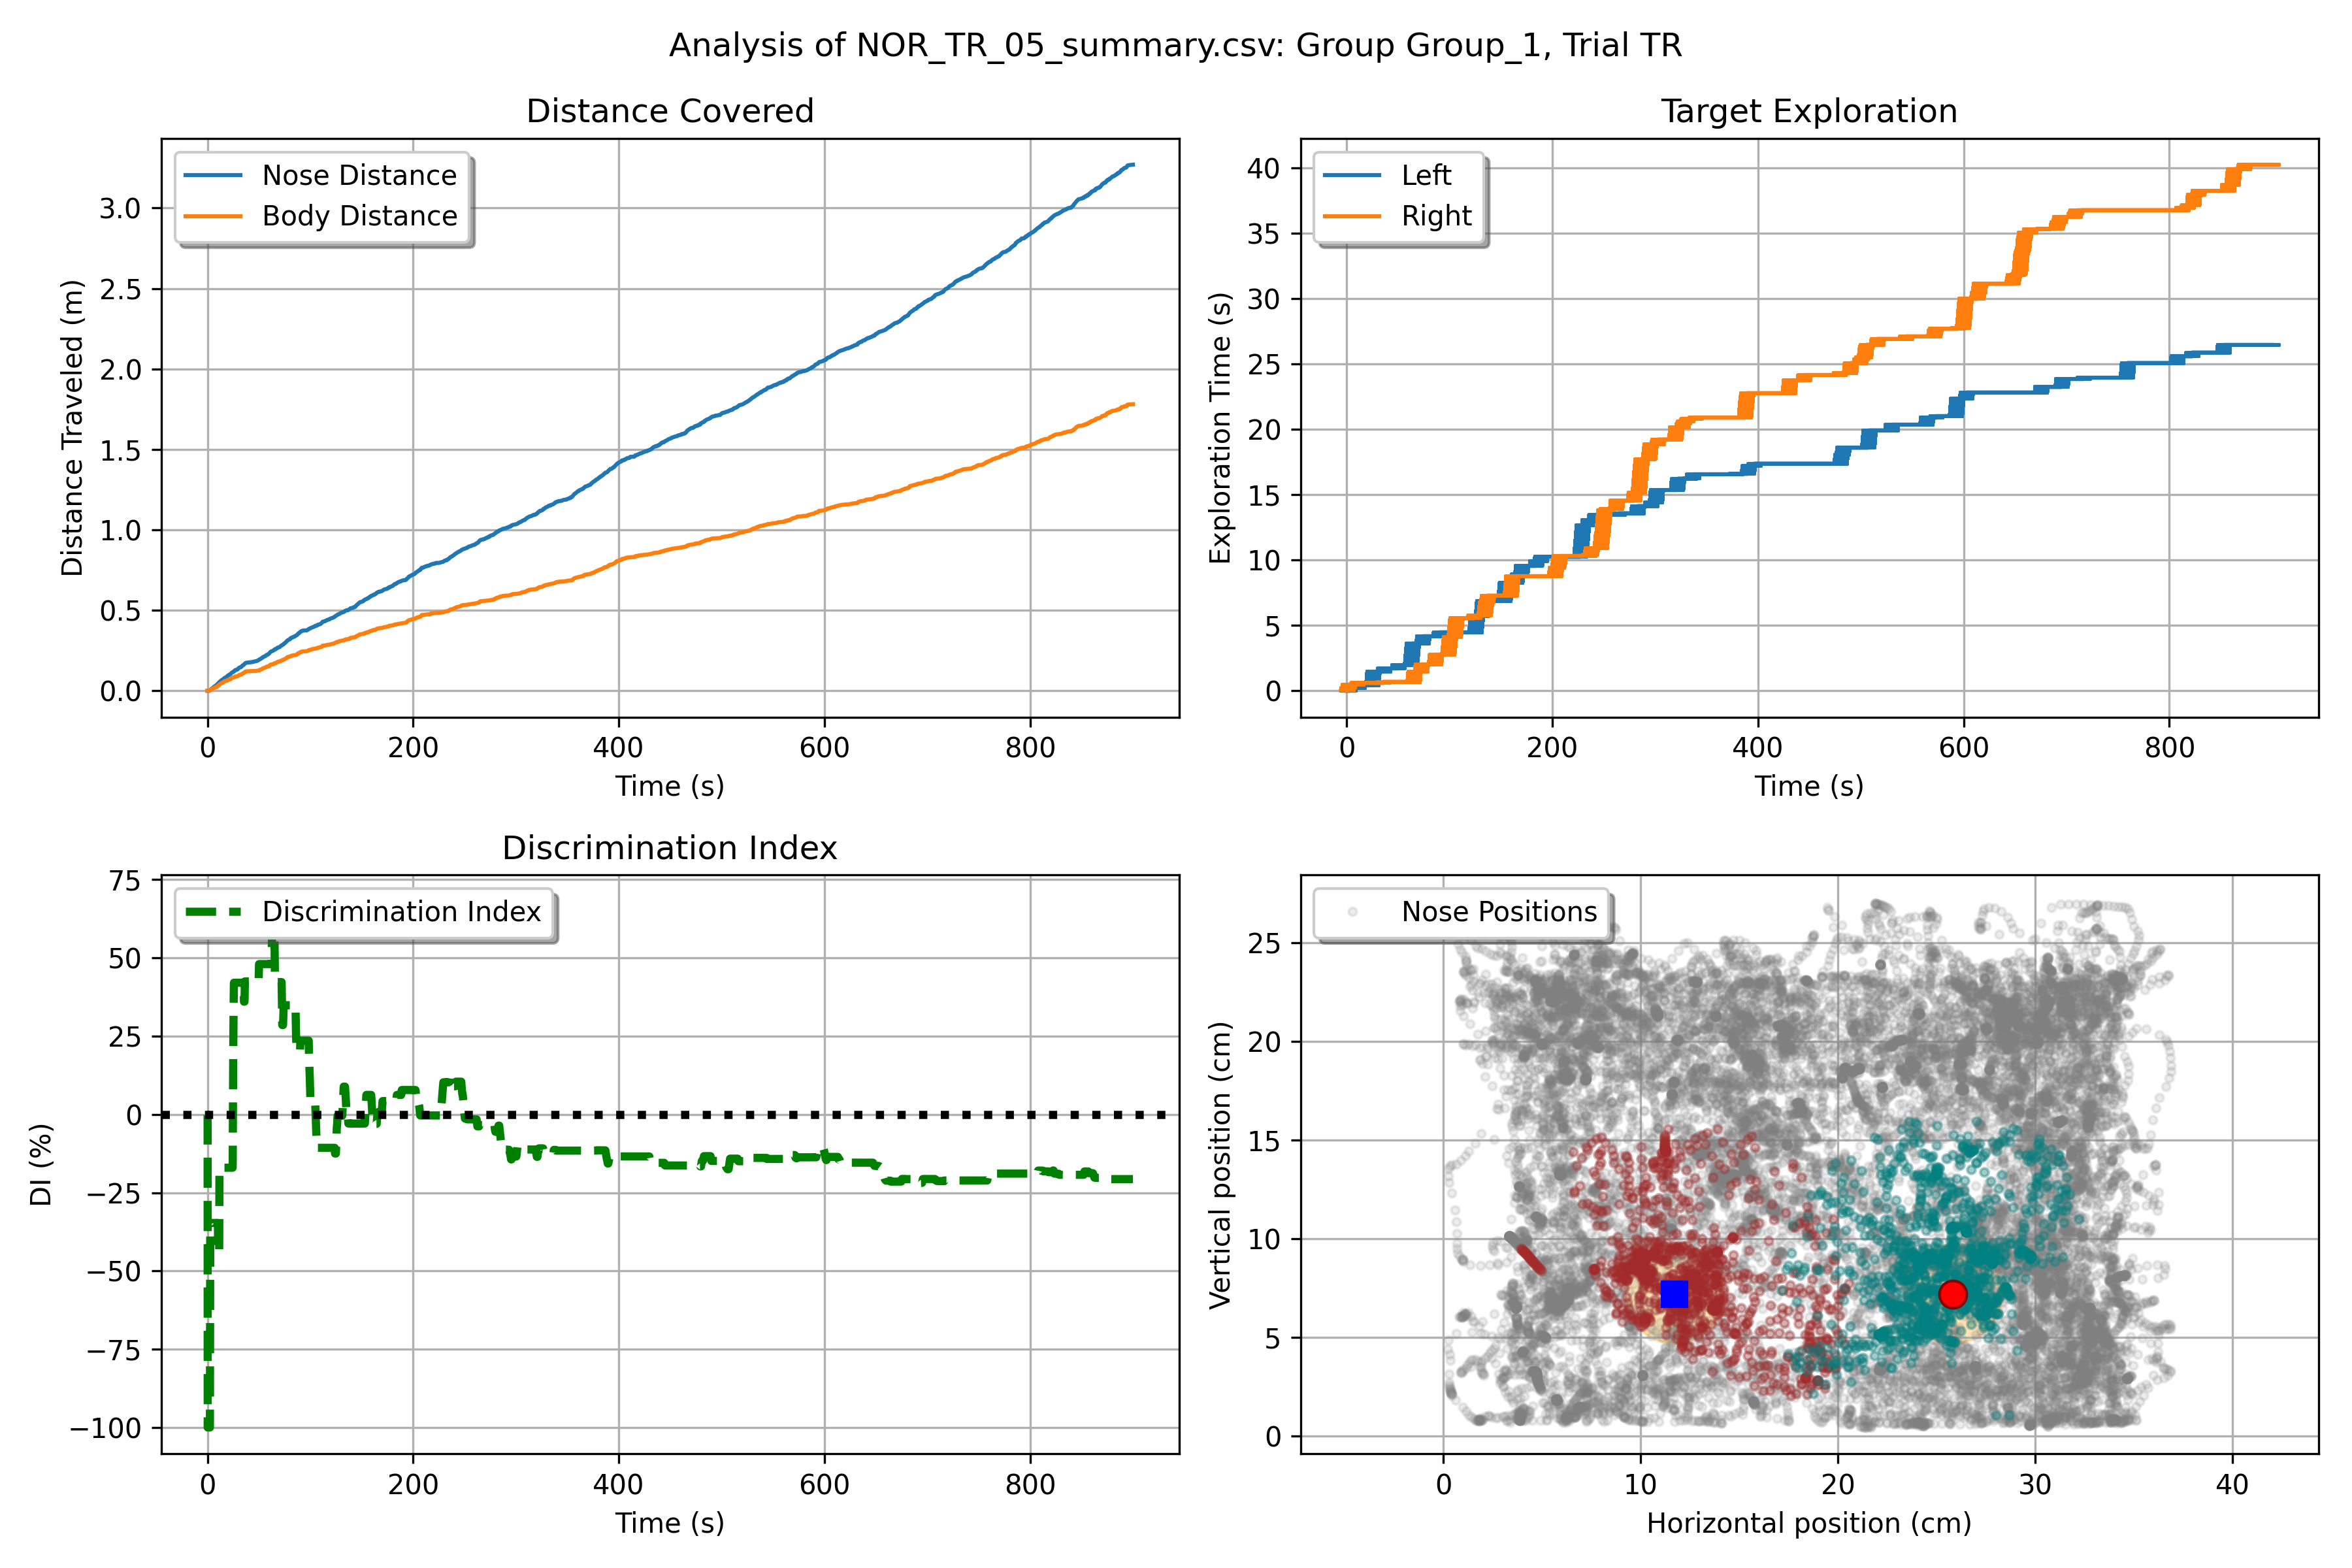 Analysis of NOR_TR_05_summary.csv: Group Group_1, Trial TR
Distance Covered
Nose Distance
Body Distance
Distance Traveled (m)
3.0
2.5
2.0
1.5
1.0
0.5
0.0
0 200 400 600 800
Time (s)
Target Exploration
Left
Right
Exploration Time (s)
40
35
30
25
20
15
10
5
0
0 200 400 600 800
Time (s)
Discrimination Index
Discrimination Index
DI (%)
75
50
25
0
−25
−50
−75
−100
0 200 400 600 800
Time (s)
Nose Positions
Vertical position (cm)
25
20
15
10
5
0
0 10 20 30 40
Horizontal position (cm)